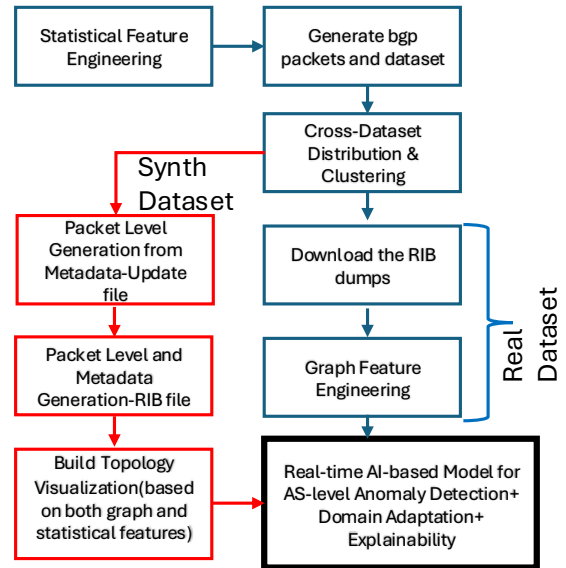 Statistical Feature
Engineering
Generate bgp
packets and dataset
Cross-Dataset
Distribution &
Clustering
Synth
Dataset
Packet Level
Generation from
Metadata-Update
file
Download the RIB
dumps
Real
Dataset
Packet Level and
Metadata
Generation-RIB file
Graph Feature
Engineering
Build Topology
Visualization(based
on both graph and
statistical features)
Real-time AI-based Model for
AS-level Anomaly Detection+
Domain Adaptation+
Explainability